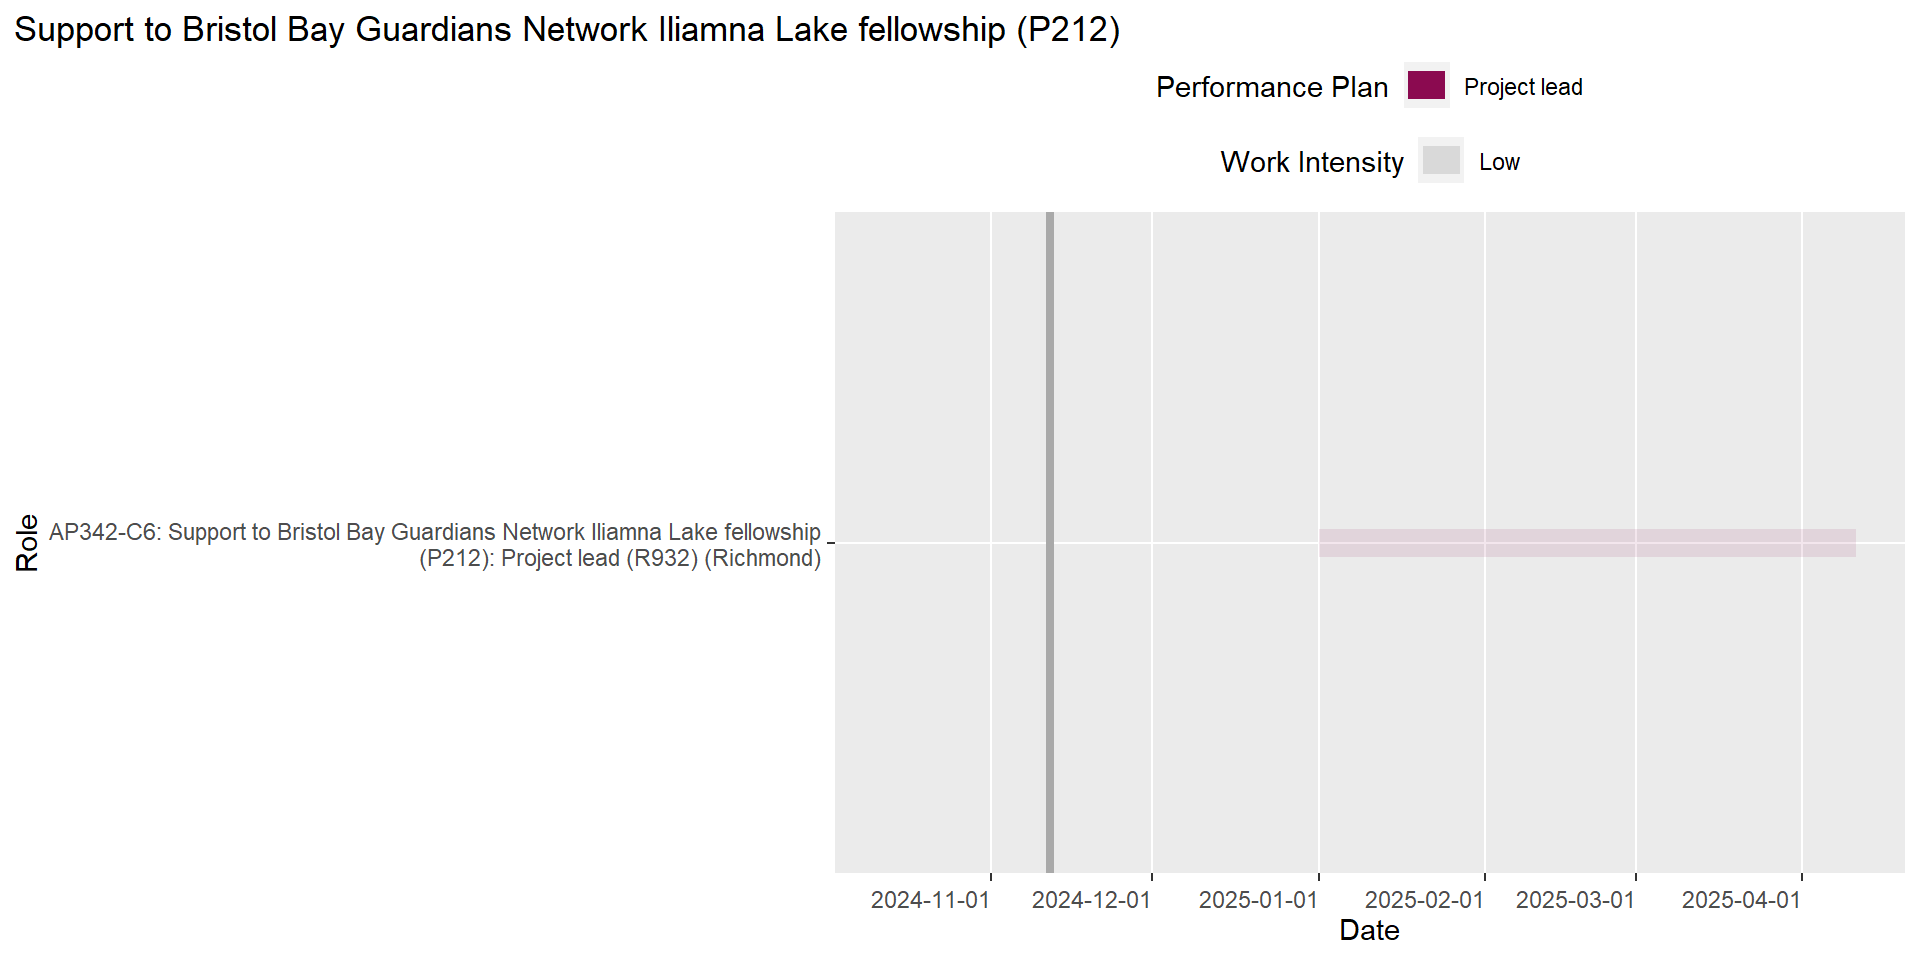 Support to Bristol Bay Guardians Network Iliamna Lake fellowship (P212)
Performance Plan
Project lead
Work Intensity
Low
Role
AP342-C6: Support to Bristol Bay Guardians Network Iliamna Lake fellowship
(P212): Project lead (R932) (Richmond)
2024-11-01
2024-12-01
2025-01-01
2025-02-01
2025-03-01
2025-04-01
Date